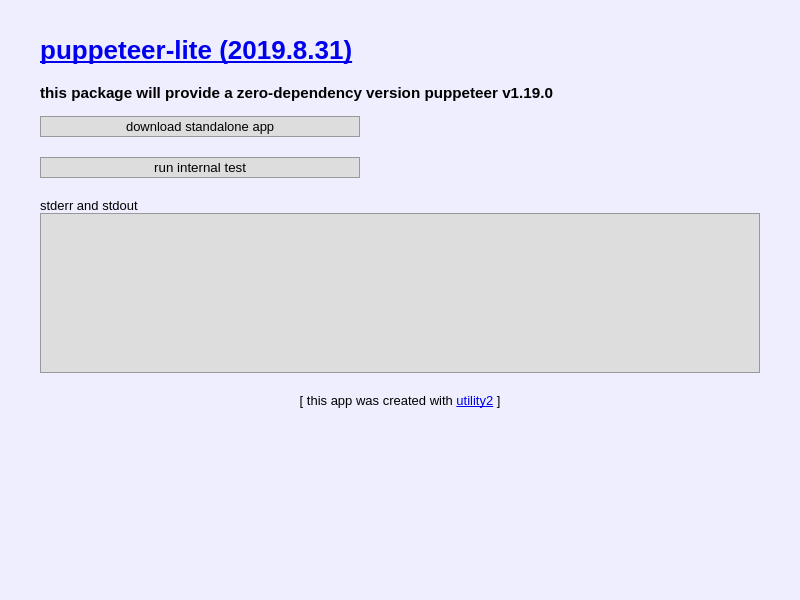 puppeteer-lite (2019.8.31)
this package will provide a zero-dependency version puppeteer v1.19.0
download standalone app
run internal test
stderr and stdout
[ this app was created with utility2 ]